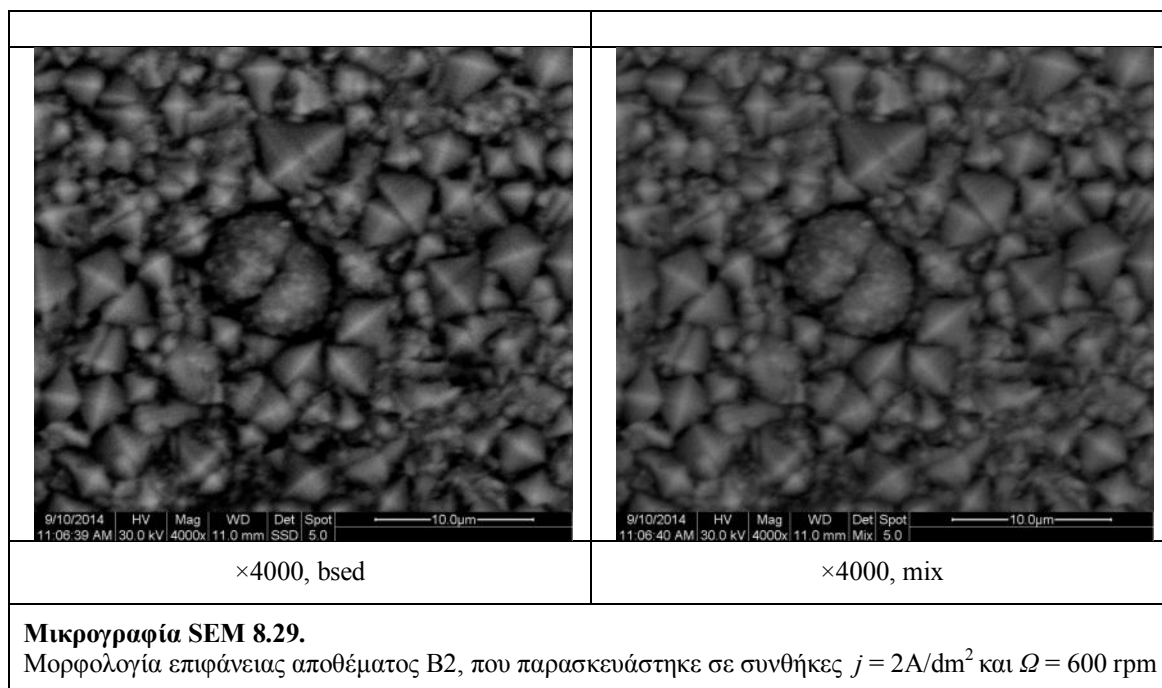 9/10/2014 HV Mag WD Det Spot 10.0µm
11:06:39 AM 30.0 kV 4000x 11.0 mm SSD 5.0
9/10/2014 HV Mag WD Det Spot 10.0µm
11:06:40 AM 30.0 kV 4000x 11.0 mm Mix 5.0
×4000, bsed
×4000, mix
Μικρογραφία SEM 8.29.
Μορφολογία επιφάνειας αποθέματος B2, που παρασκευάστηκε σε συνθήκες j = 2A/dm² και Ω = 600 rpm